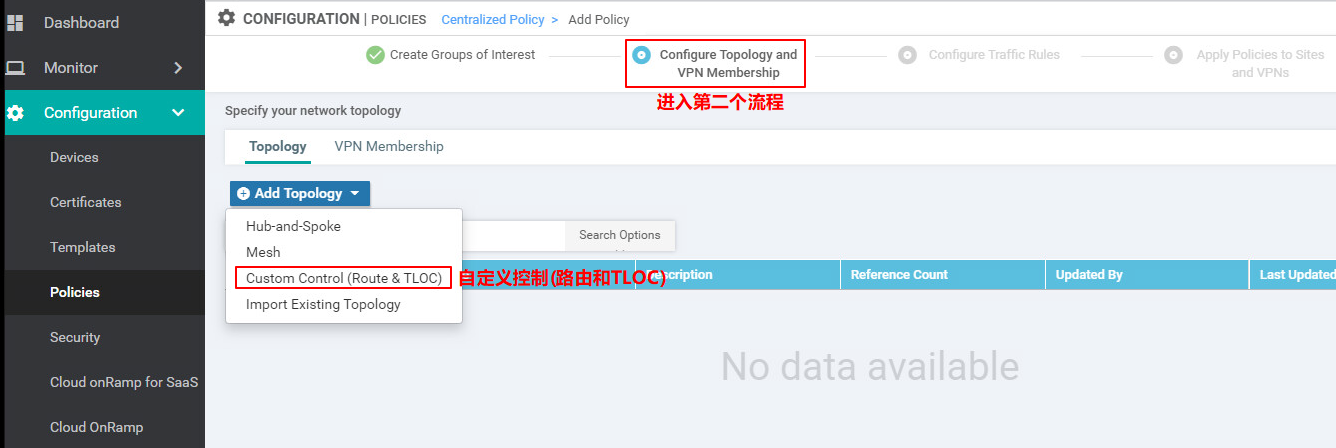 Dashboard
Monitor
Configuration
Devices
Certificates
Templates
Policies
Security
Cloud onRamp for SaaS
Cloud OnRamp
CONFIGURATION | POLICIES Centralized Policy > Add Policy
Create Groups of Interest
Configure Topology and
VPN Membership
Configure Traffic Rules
Apply Policies to Sites
and VPNs
进入第二个流程
Specify your network topology
Topology VPN Membership
Add Topology
Hub-and-Spoke
Mesh
Custom Control (Route & TLOC)
自定义控制(路由和TLOC)
Import Existing Topology
Search Options
Description Reference Count Updated By Last Updated
No data available